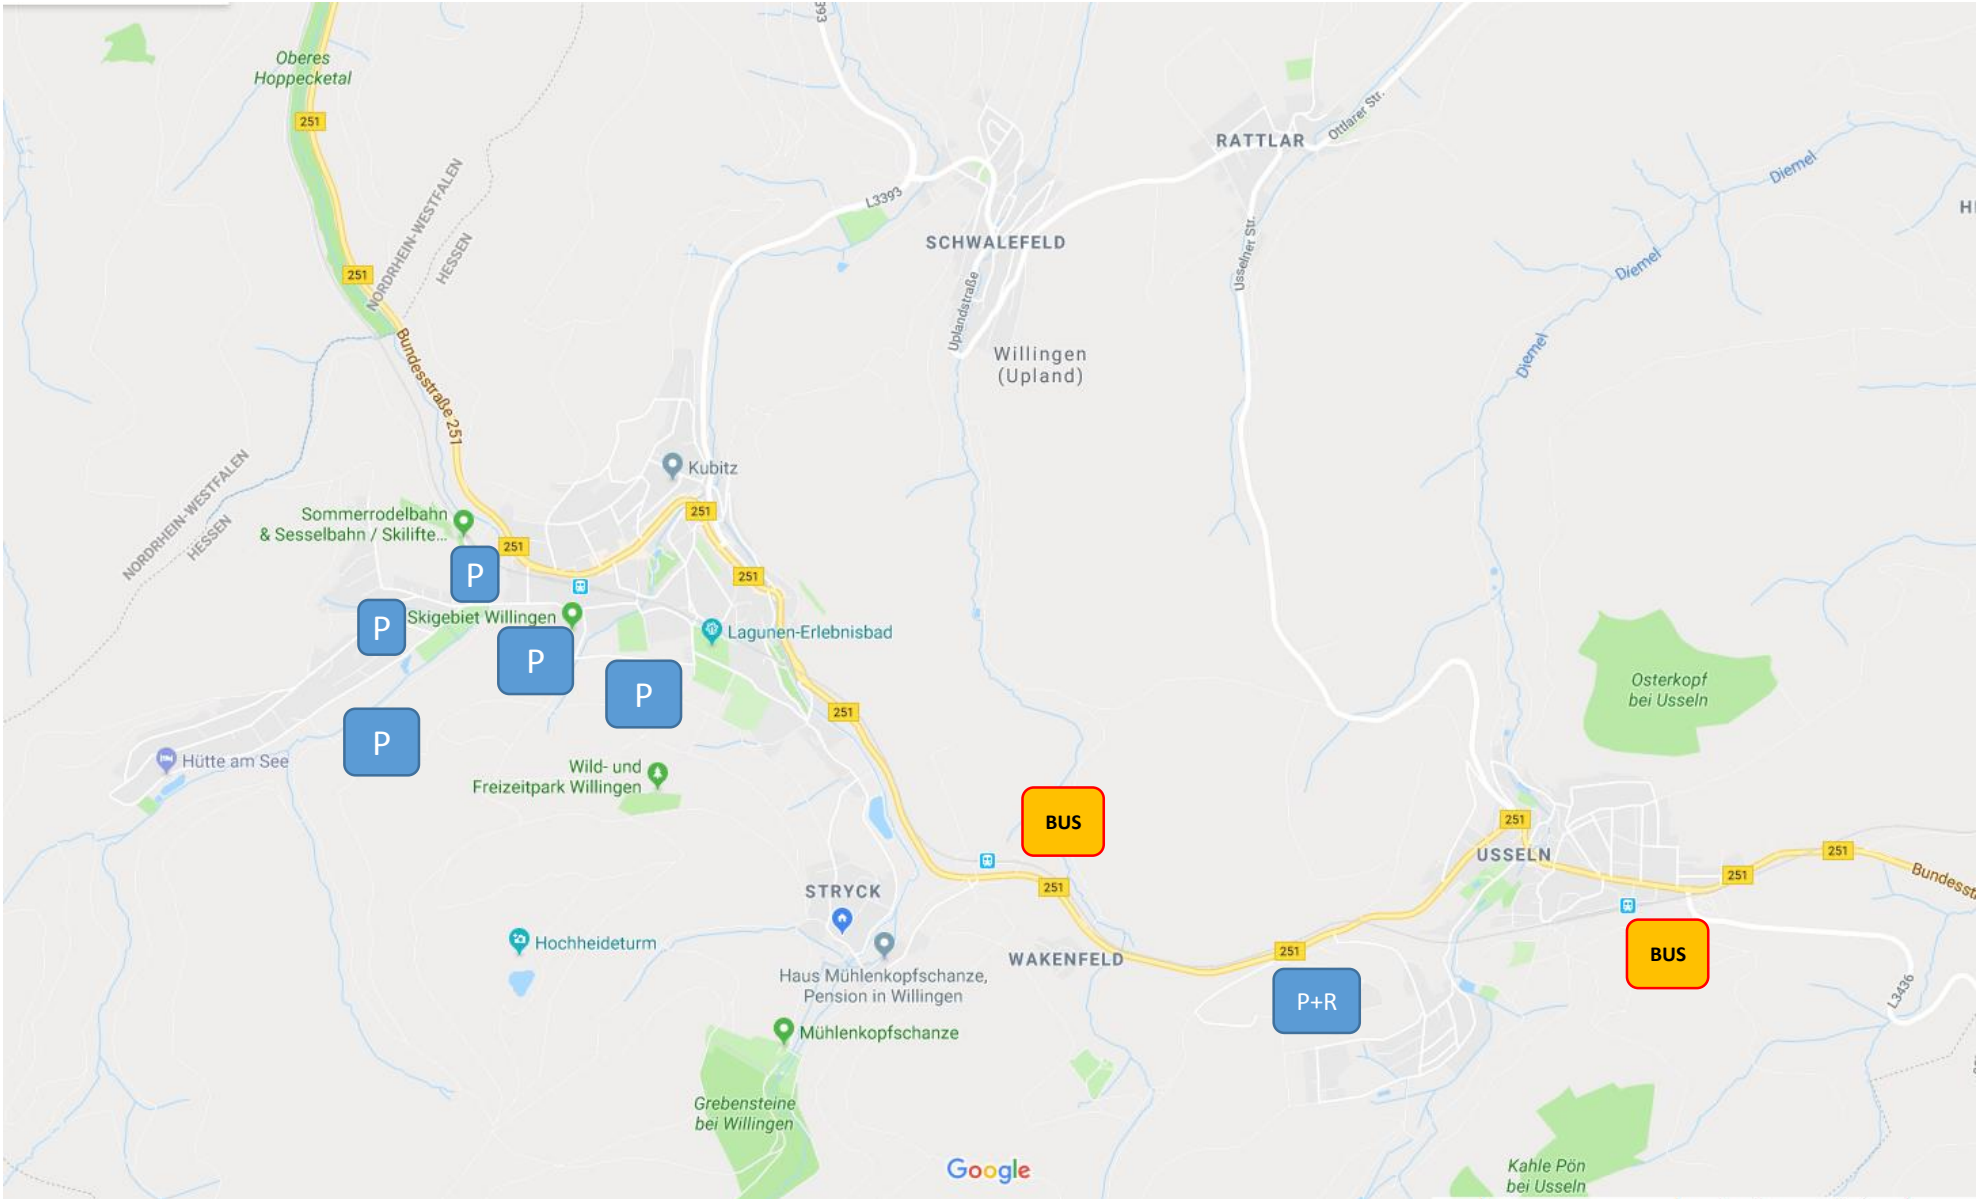 393
393
Oberes
Hoppecketal
251
RATTLAR
Ottlarer Str.
Diemel
NORDRHEIN-WESTFALEN
HESSEN
L3393
SCHWALEFELD
Usselner Str.
Diemel
251
Uplandstraße
Bundesstraße 251
Willingen
(Upland)
Diemel
Kubitz
NORDRHEIN-WESTFALEN
HESSEN
Sommerrodelbahn
& Sesselbahn / Skilifte...
251
251
P
251
P
Skigebiet Willingen
Lagunen-Erlebnisbad
P
P
Osterkopf
bei Usseln
251
P
Hütte am See
Wild- und
Freizeitpark Willingen
BUS
251
USSELN
251
251
Bundesst
251
STRYCK
Hochheideturm
WAKENFELD
251
BUS
Haus Mühlenkopfschanze,
Pension in Willingen
P+R
L3436
Mühlenkopfschanze
Grebensteine
bei Willingen
Google
Kahle Pön
bei Usseln